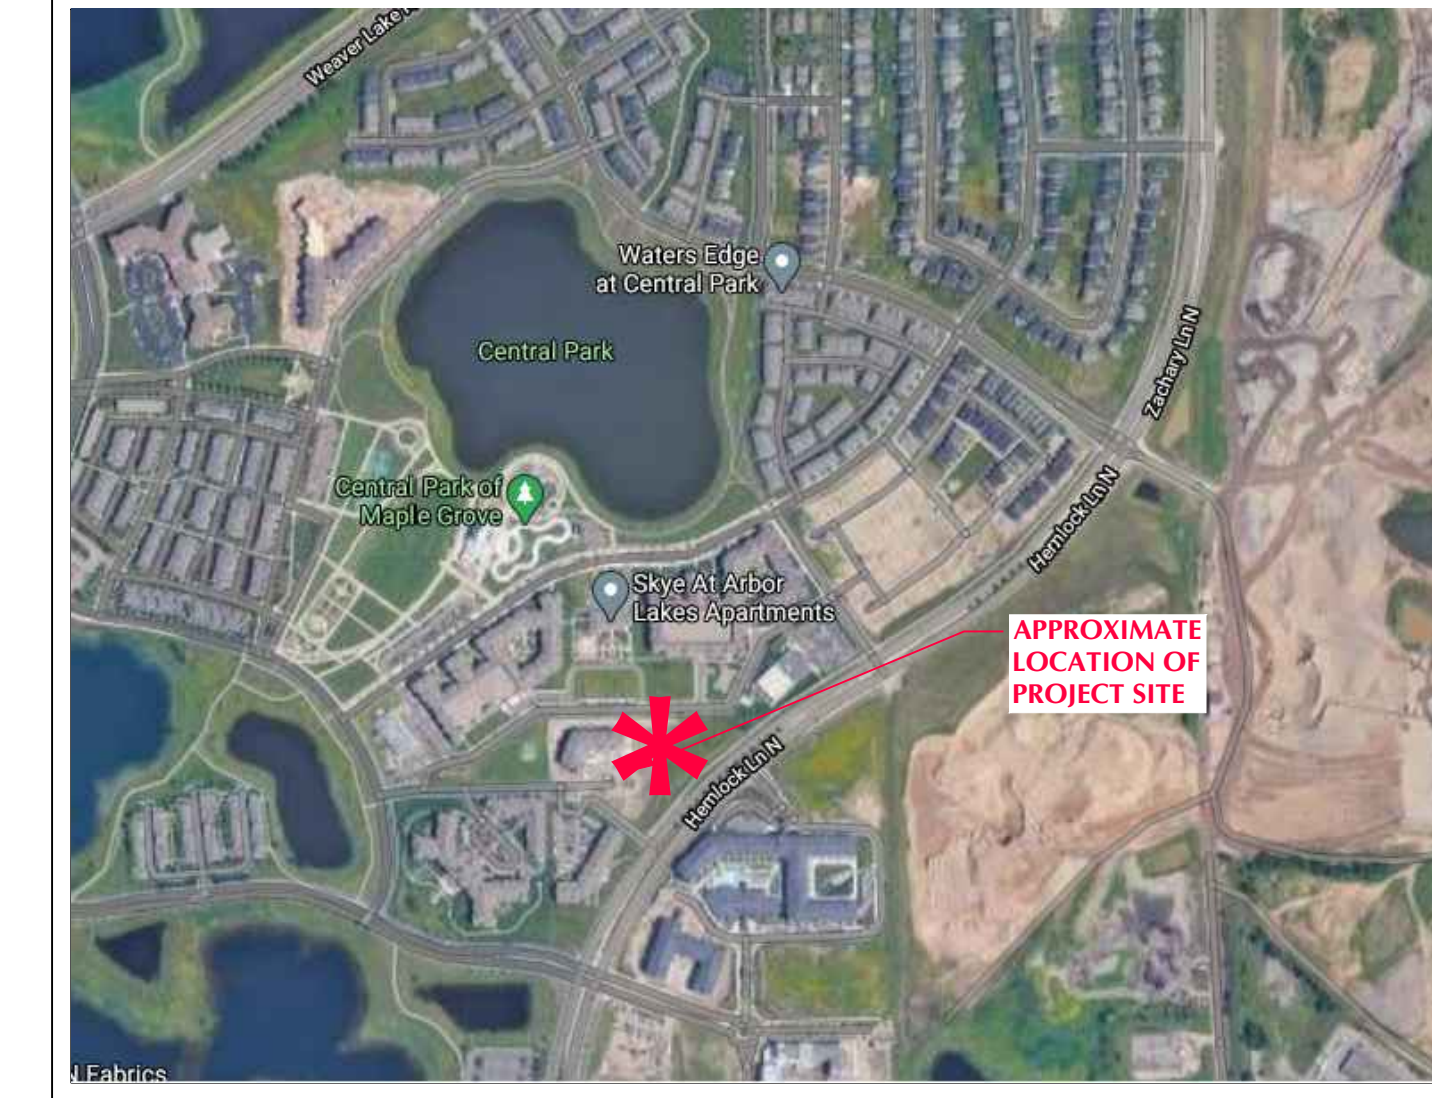 Weaver Lake
Waters Edge
at Central Park
Central Park
Zachary Ln N
Central Park of
Maple Grove
Hemlock Ln N
Skye At Arbor
Lakes Apartments
APPROXIMATE
LOCATION OF
PROJECT SITE
Hemlock Ln N
Fabrics